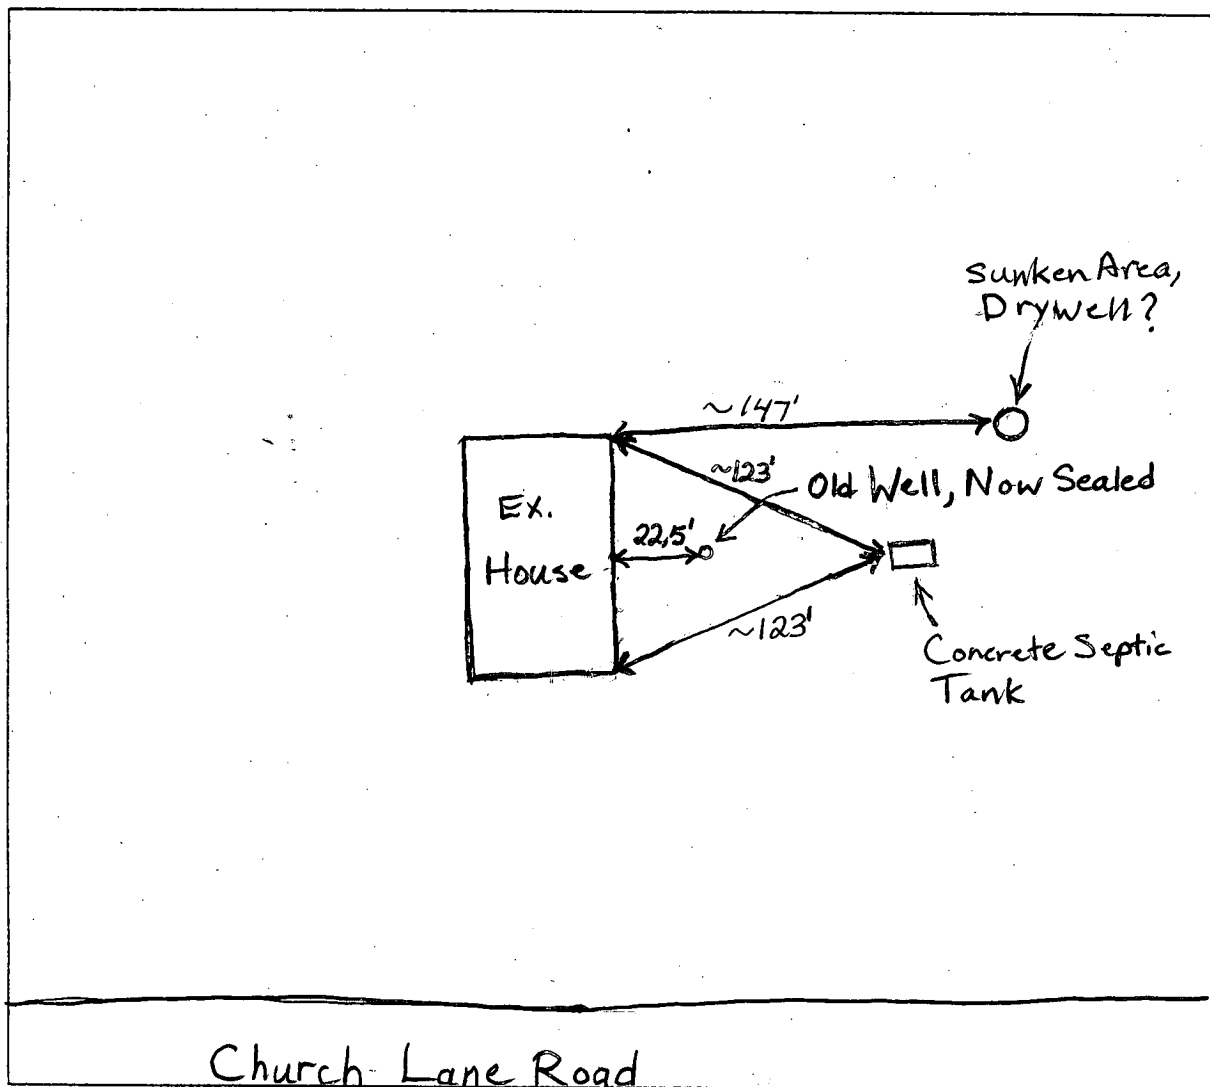 Sunken Area,
Drywell?
~147'
~123'
Old Well, Now Sealed
Ex.
House
22,5'
~123'
Concrete Septic
Tank
Church Lane Road